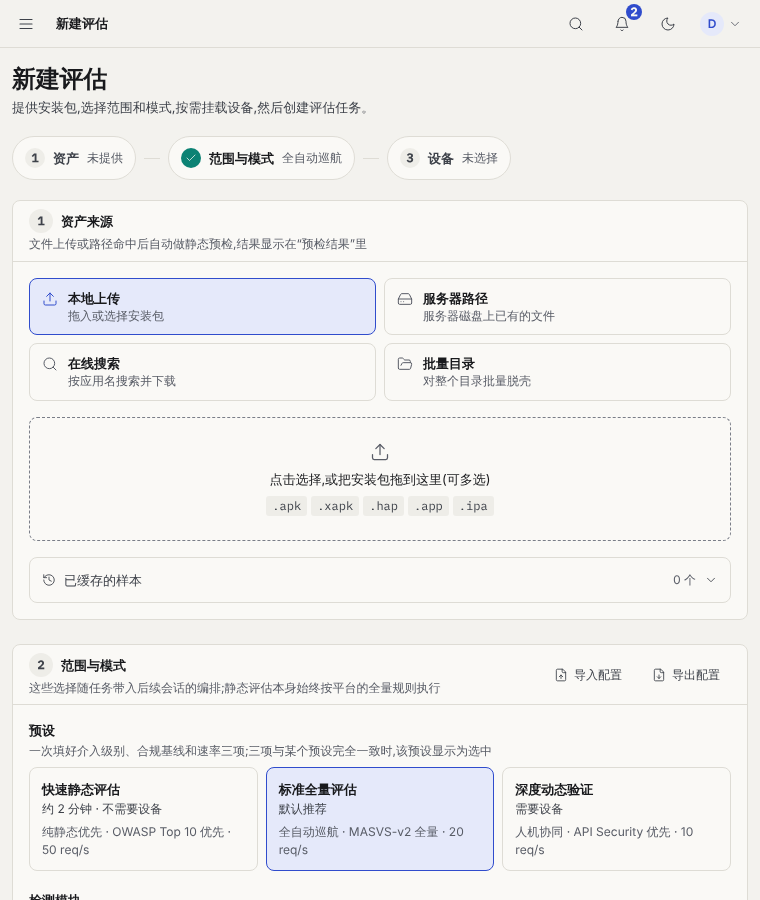 新建评估
2
D
新建评估
提供安装包,选择范围和模式,按需挂载设备,然后创建评估任务。
1 资产 未提供
范围与模式 全自动巡航
3 设备 未选择
1 资产来源
文件上传或路径命中后自动做静态预检,结果显示在"预检结果"里
本地上传
拖入或选择安装包
服务器路径
服务器磁盘上已有的文件
在线搜索
按应用名搜索并下载
批量目录
对整个目录批量脱壳
点击选择,或把安装包拖到这里(可多选)
.apk .xapk .hap .app .ipa
已缓存的样本
0 个
2 范围与模式
这些选择随任务带入后续会话的编排;静态评估本身始终按平台的全量规则执行
导入配置
导出配置
预设
一次填好介入级别、合规基线和速率三项;三项与某个预设完全一致时,该预设显示为选中
快速静态评估
约 2 分钟 · 不需要设备
纯静态优先 · OWASP Top 10 优先 ·
50 req/s
标准全量评估
默认推荐
全自动巡航 · MASVS-v2 全量 · 20
req/s
深度动态验证
需要设备
人机协同 · API Security 优先 · 10
req/s
检测模块